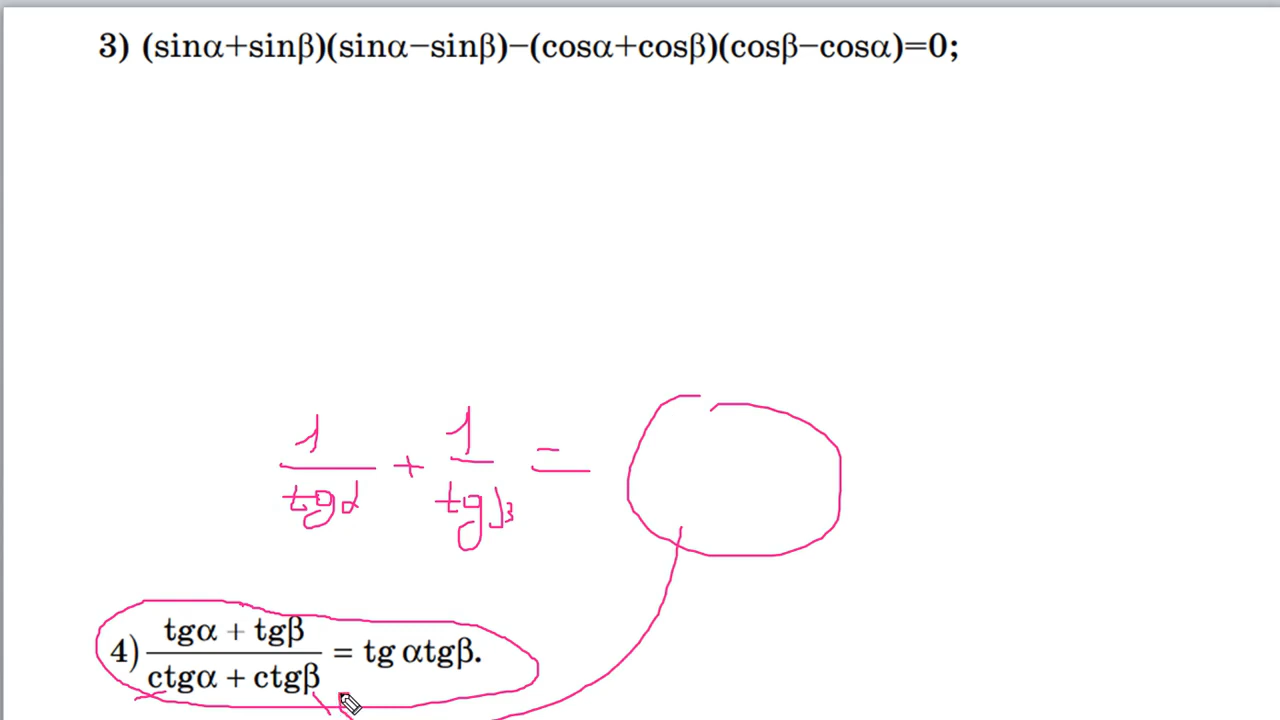 3) (sinα+sinβ)(sinα−sinβ)−(cosα+cosβ)(cosβ−cosα)=0;
1/tgα + 1/tgβ =
4) (tgα + tgβ)/(ctgα + ctgβ) = tg αtgβ.